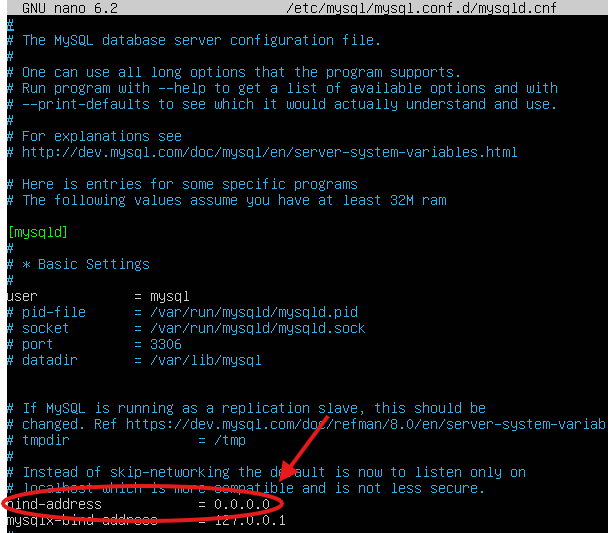 GNU nano 6.2 /etc/mysql/mysql.conf.d/mysqld.cnf
#
# The MySQL database server configuration file.
#
# One can use all long options that the program supports.
# Run program with --help to get a list of available options and with
# --print-defaults to see which it would actually understand and use.
#
# For explanations see
# http://dev.mysql.com/doc/mysql/en/server-system-variables.html

# Here is entries for some specific programs
# The following values assume you have at least 32M ram

[mysqld]
#
# * Basic Settings
#
user = mysql
# pid-file = /var/run/mysqld/mysqld.pid
# socket = /var/run/mysqld/mysqld.sock
# port = 3306
# datadir = /var/lib/mysql

# If MySQL is running as a replication slave, this should be
# changed. Ref https://dev.mysql.com/doc/refman/8.0/en/server-system-variab
# tmpdir = /tmp
#
# Instead of skip-networking the default is now to listen only on
# localhost which is more compatible and is not less secure.
bind-address = 0.0.0.0
mysqlx-bind-address = 127.0.0.1
#